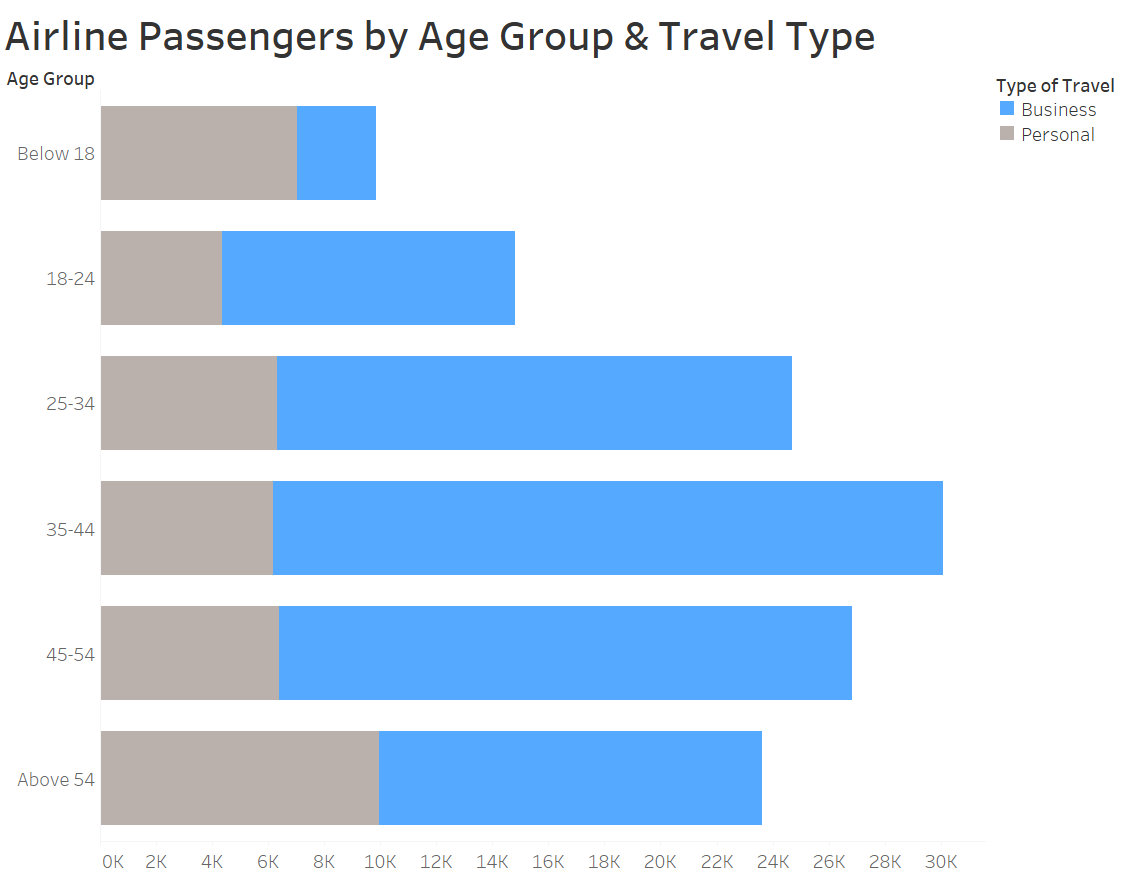 Airline Passengers by Age Group & Travel Type
Age Group
Type of Travel
Business
Personal
Below 18
18-24
25-34
35-44
45-54
Above 54
0K 2K 4K 6K 8K 10K 12K 14K 16K 18K 20K 22K 24K 26K 28K 30K